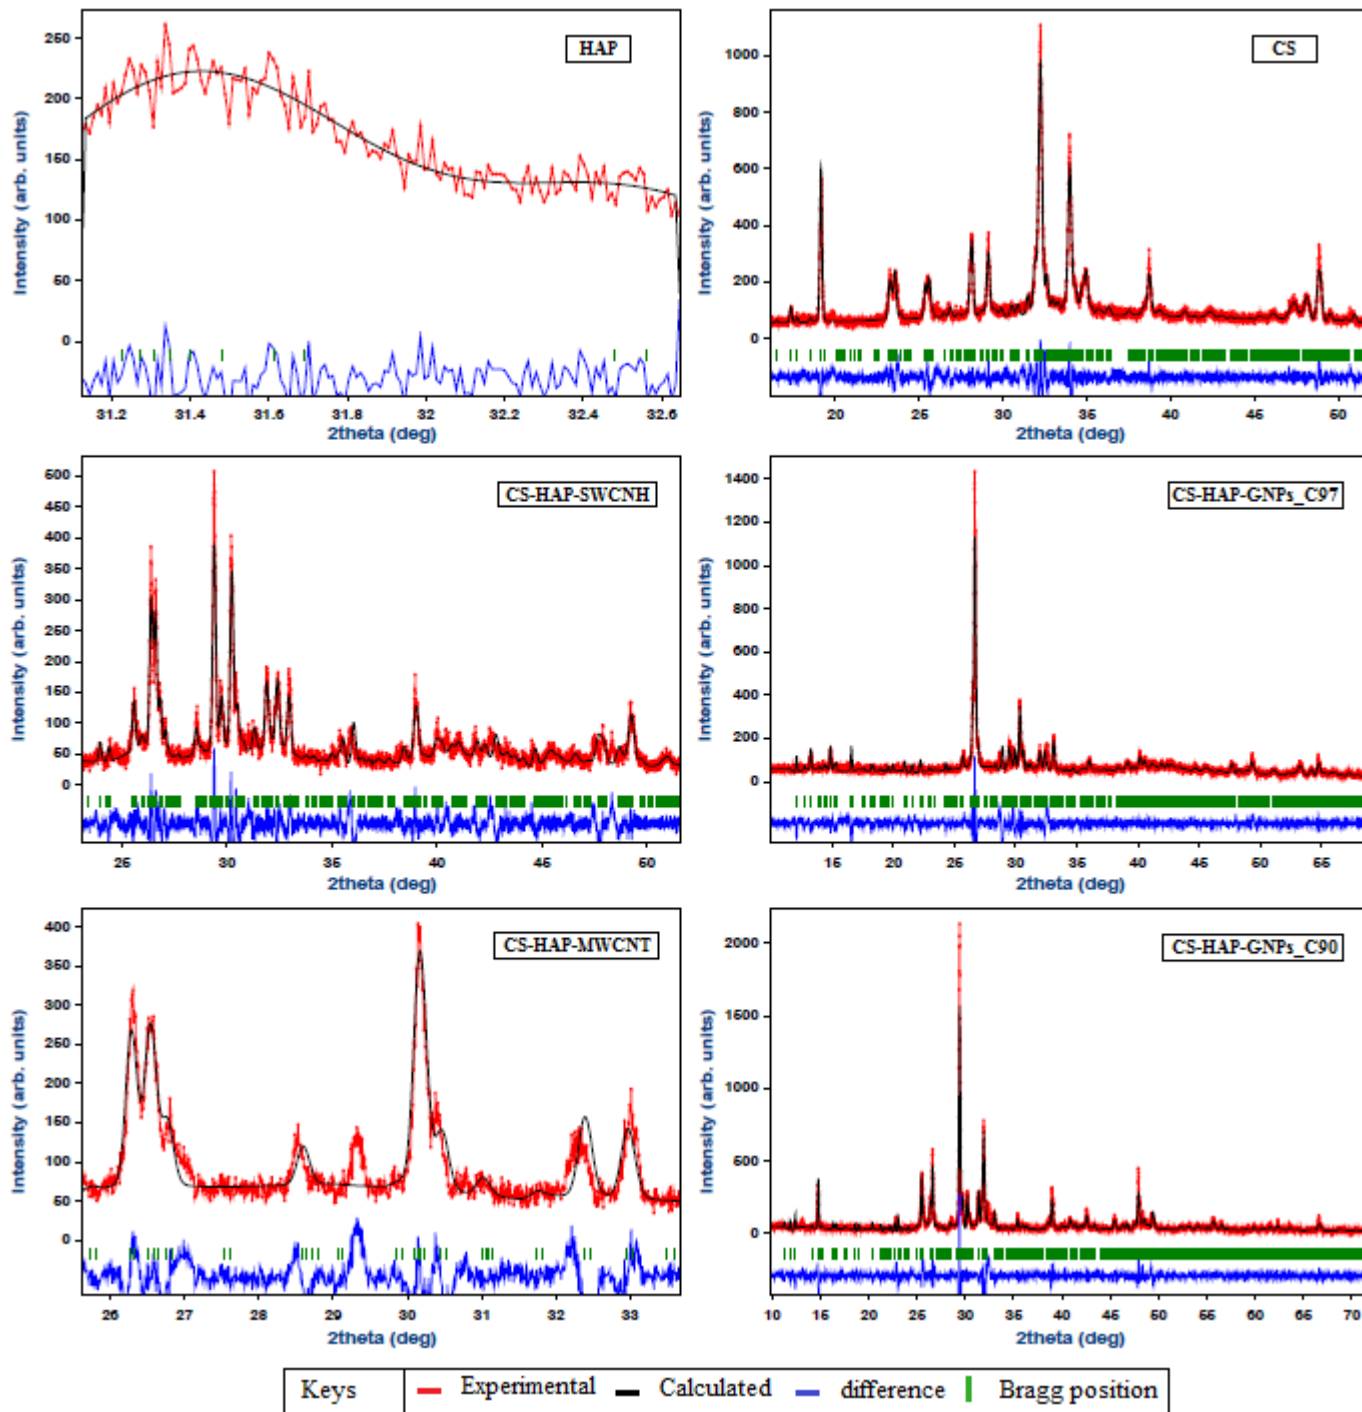 HAP
250
200
150
100
50
0
Intensity (arb. units)
31.2 31.4 31.6 31.8 32 32.2 32.4 32.6
2theta (deg)
CS
1000
800
600
400
200
0
Intensity (arb. units)
20 25 30 35 40 45 50
2theta (deg)
CS-HAP-SWCNH
500
450
400
350
300
250
200
150
100
50
0
Intensity (arb. units)
25 30 35 40 45 50
2theta (deg)
CS-HAP-GNPs_C97
1400
1200
1000
800
600
400
200
0
Intensity (arb. units)
15 20 25 30 35 40 45 50 55
2theta (deg)
CS-HAP-MWCNT
400
350
300
250
200
150
100
50
0
Intensity (arb. units)
26 27 28 29 30 31 32 33
2theta (deg)
CS-HAP-GNPs_C90
2000
1500
1000
500
0
Intensity (arb. units)
10 15 20 25 30 35 40 45 50 55 60 65 70
2theta (deg)
Keys Experimental Calculated difference Bragg position